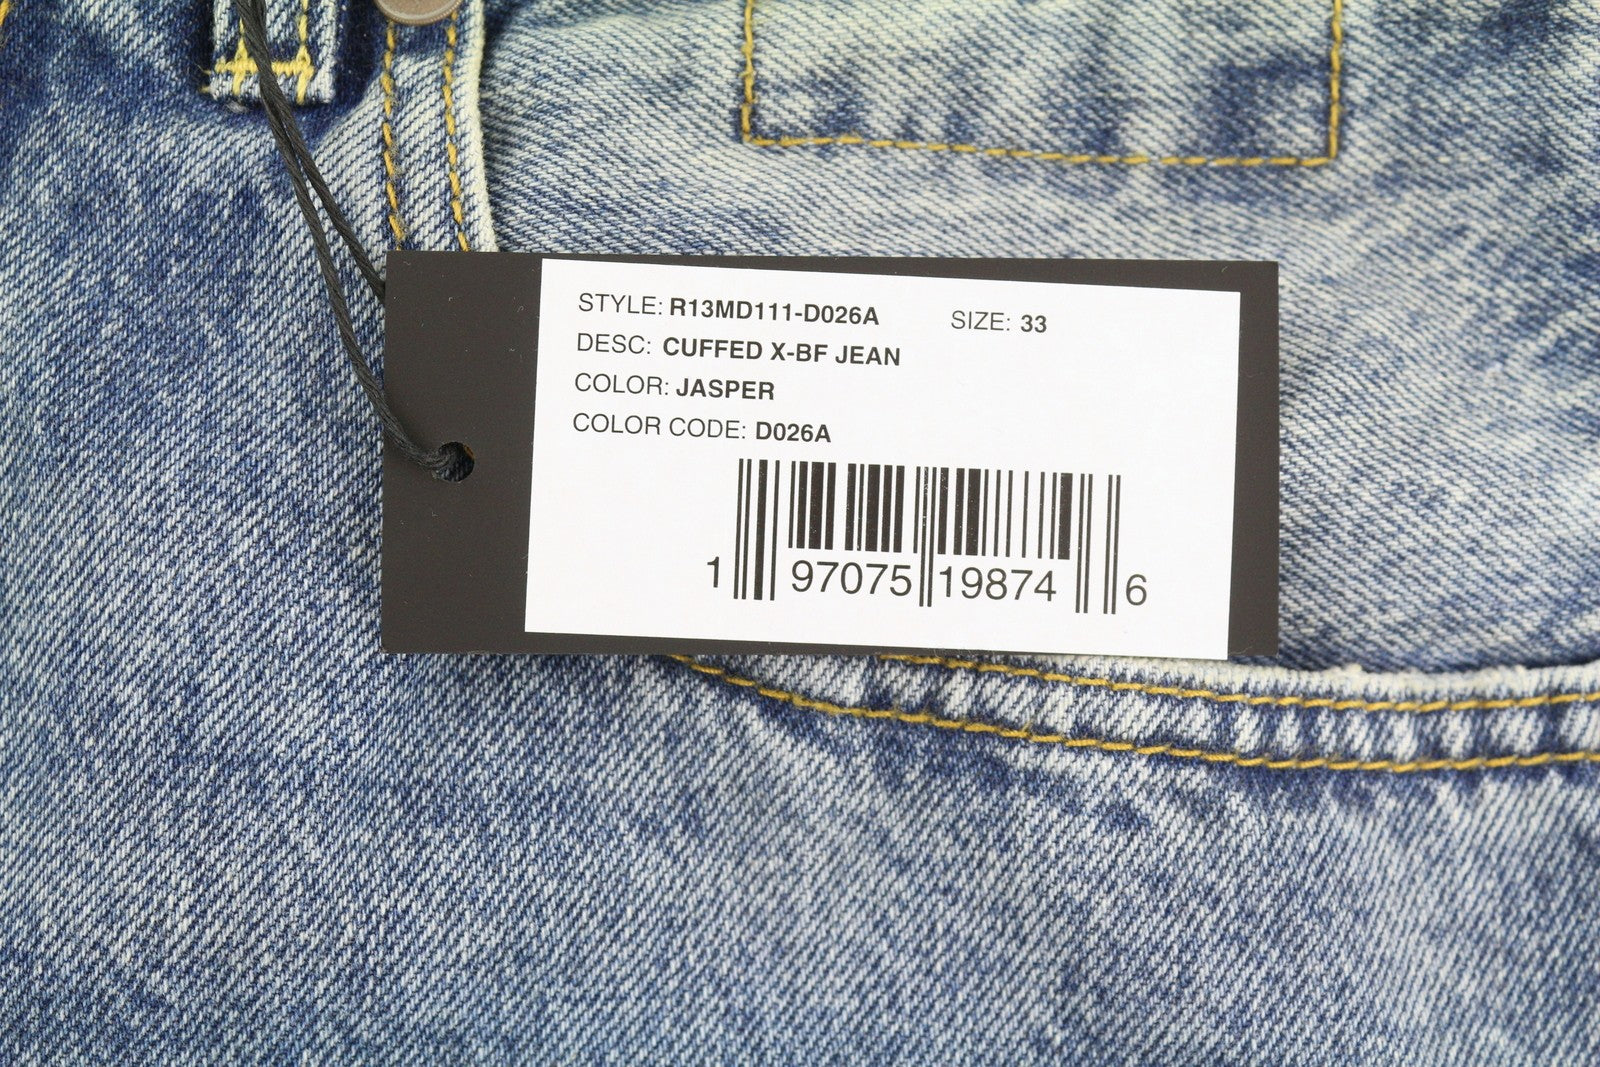 STYLE: R13MD111-D026A SIZE: 33
DESC: CUFFED X-BF JEAN
COLOR: JASPER
COLOR CODE: D026A
1 97075 19874 6